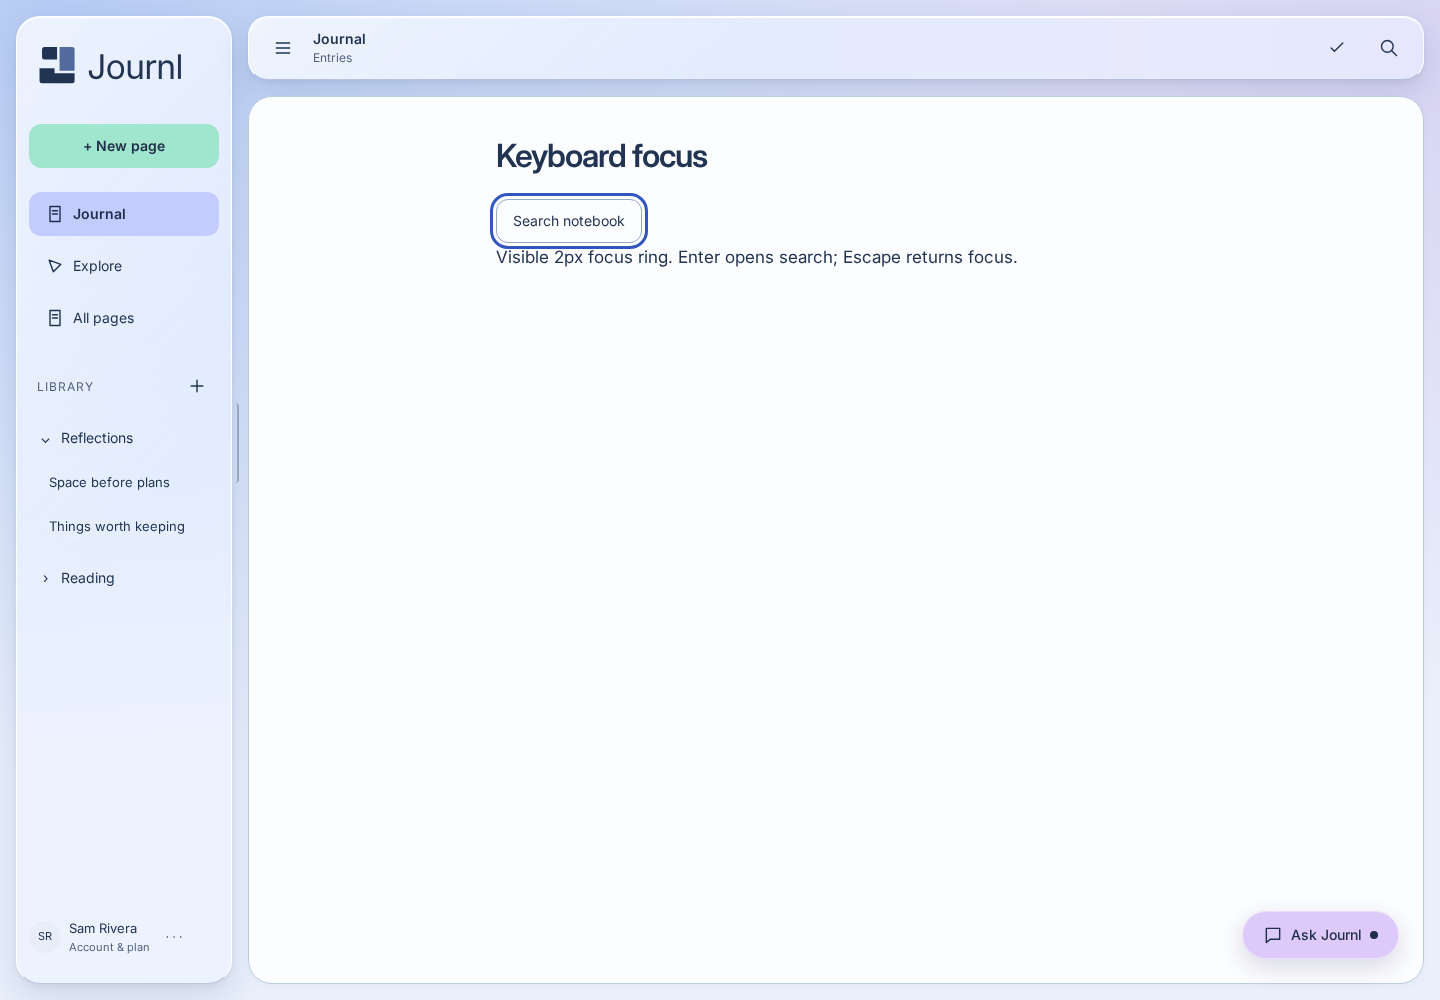 Journl
+ New page
Journal
Explore
All pages
LIBRARY
Reflections
Space before plans
Things worth keeping
Reading
SR
Sam Rivera
Account & plan
...
Journal
Entries
Keyboard focus
Search notebook
Visible 2px focus ring. Enter opens search; Escape returns focus.
Ask Journl